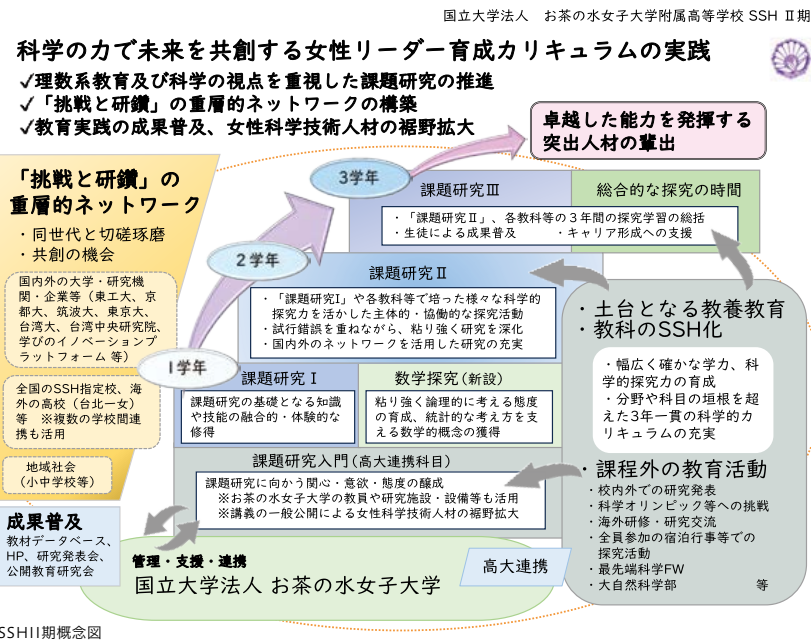 国立大学法人　お茶の水女子大学附属高等学校 SSH Ⅱ期
科学の力で未来を共創する女性リーダー育成カリキュラムの実践
✓理数系教育及び科学の視点を重視した課題研究の推進
✓「挑戦と研鑽」の重層的ネットワークの構築
✓教育実践の成果普及、女性科学技術人材の裾野拡大
卓越した能力を発揮する
突出人材の輩出
「挑戦と研鑽」の
重層的ネットワーク
・同世代と切磋琢磨
・共創の機会
国内外の大学・研究機
関・企業等（東工大、京
都大、筑波大、東京大、
台湾大、台湾中央研究院、
学びのイノベーションプ
ラットフォーム 等）
全国のSSH指定校、海
外の高校（台北一女）
等　※複数の学校間連
携も活用
地域社会
（小中学校等）
成果普及
教材データベース、
HP、研究発表会、
公開教育研究会
3学年
2学年
1学年
課題研究Ⅲ
総合的な探究の時間
・「課題研究Ⅱ」、各教科等の３年間の探究学習の総括
・生徒による成果普及　　　・キャリア形成への支援
課題研究Ⅱ
・「課題研究Ⅰ」や各教科等で培った様々な科学的
探究力を活かした主体的・協働的な探究活動
・試行錯誤を重ねながら、粘り強く研究を深化
・国内外のネットワークを活用した研究の充実
課題研究Ⅰ
課題研究の基礎となる知識
や技能の融合的・体験的な
修得
数学探究（新設）
粘り強く論理的に考える態度
の育成、統計的な考え方を支
える数学的概念の獲得
課題研究入門（高大連携科目）
課題研究に向かう関心・意欲・態度の醸成
※お茶の水女子大学の教員や研究施設・設備等も活用
※講義の一般公開による女性科学技術人材の裾野拡大
・土台となる教養教育
・教科のSSH化
・幅広く確かな学力、科
学的探究力の育成
・分野や科目の垣根を超
えた3年一貫の科学的カ
リキュラムの充実
・課程外の教育活動
・校内外での研究発表
・科学オリンピック等への挑戦
・海外研修・研究交流
・全員参加の宿泊行事等での
探究活動
・最先端科学FW
・大自然科学部　　　　　等
管理・支援・連携
国立大学法人 お茶の水女子大学
高大連携
SSHII期概念図